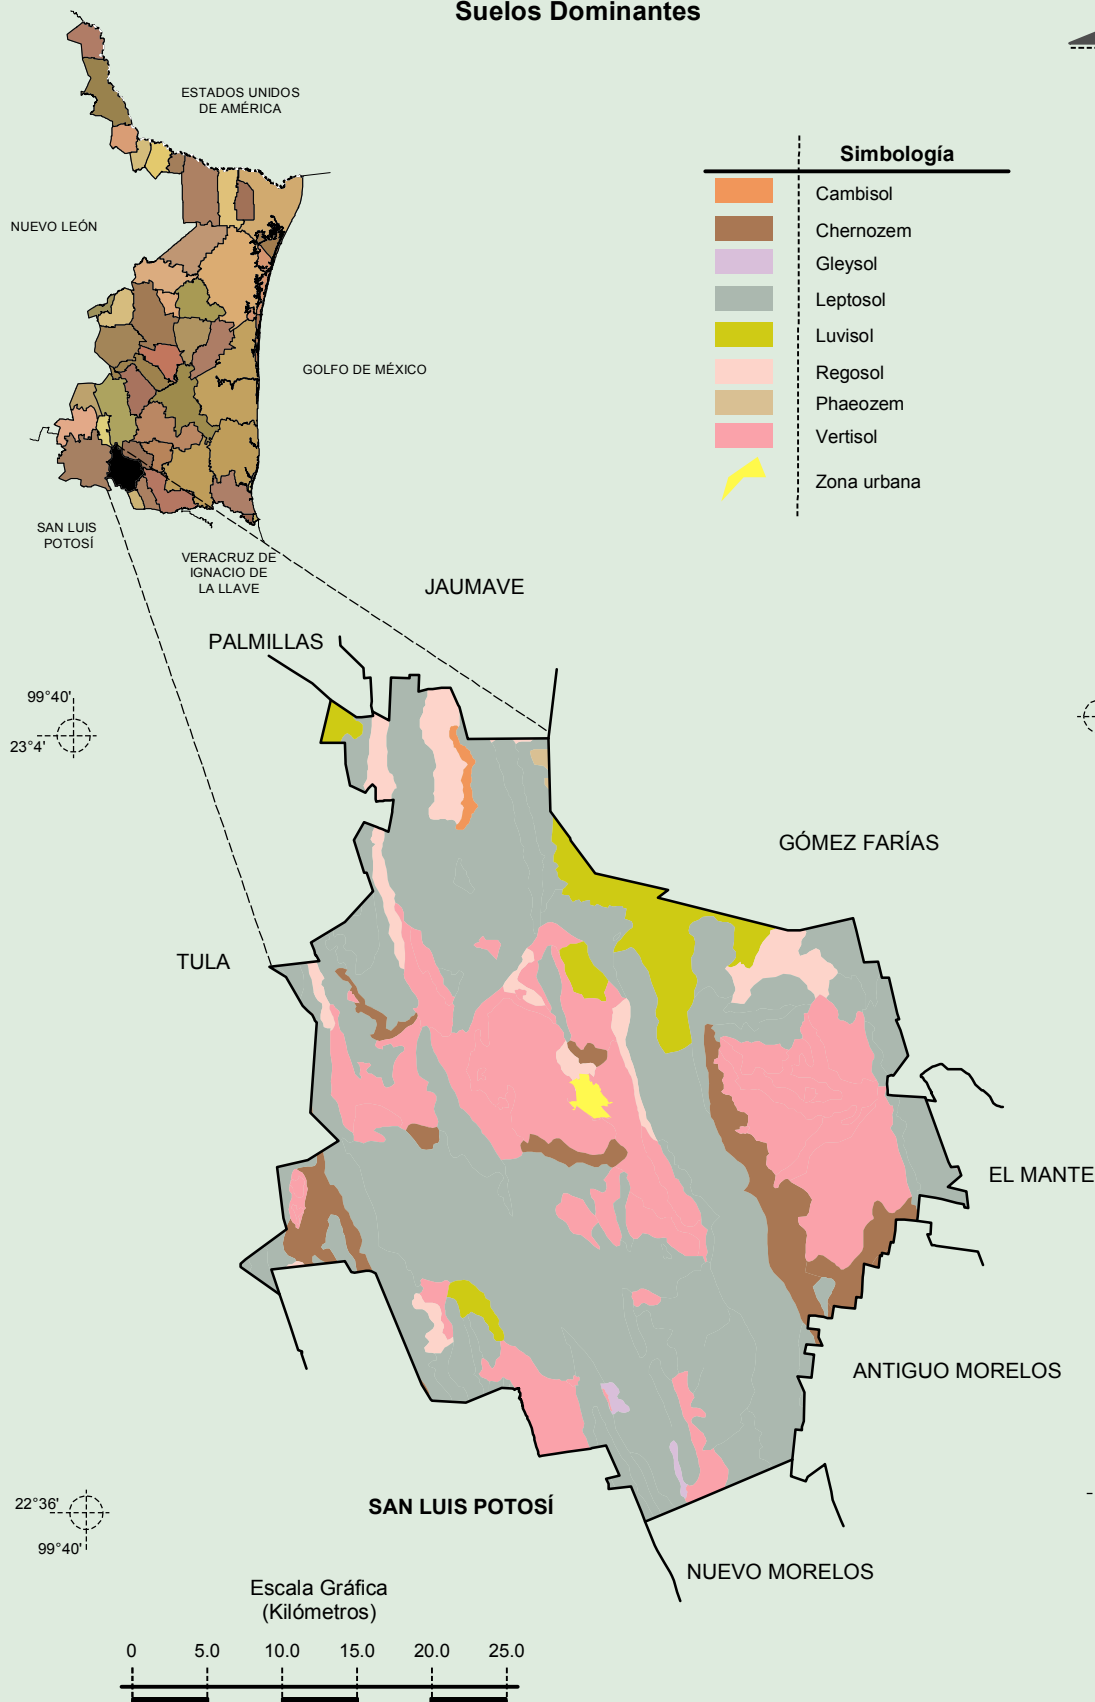 Suelos Dominantes
ESTADOS UNIDOS
DE AMÉRICA
NUEVO LEÓN
GOLFO DE MÉXICO
SAN LUIS
POTOSÍ
VERACRUZ DE
IGNACIO DE
LA LLAVE
Simbología
Cambisol
Chernozem
Gleysol
Leptosol
Luvisol
Regosol
Phaeozem
Vertisol
Zona urbana
JAUMAVE
PALMILLAS
99°40'
23°4'
GÓMEZ FARÍAS
TULA
EL MANTE
ANTIGUO MORELOS
22°36'
99°40'
SAN LUIS POTOSÍ
NUEVO MORELOS
Escala Gráfica
(Kilómetros)
0 5.0 10.0 15.0 20.0 25.0